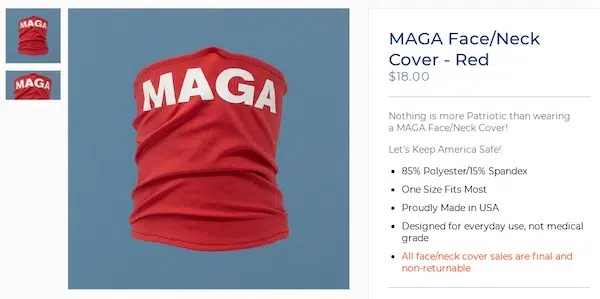 MAGA
MAGA
MAGA
MAGA Face/Neck
Cover - Red
$18.00
Nothing is more Patriotic than wearing
a MAGA Face/Neck Cover!
Let's Keep America Safe!
85% Polyester/15% Spandex
One Size Fits Most
Proudly Made in USA
Designed for everyday use, not medical
grade
All face/neck cover sales are final and
non-returnable